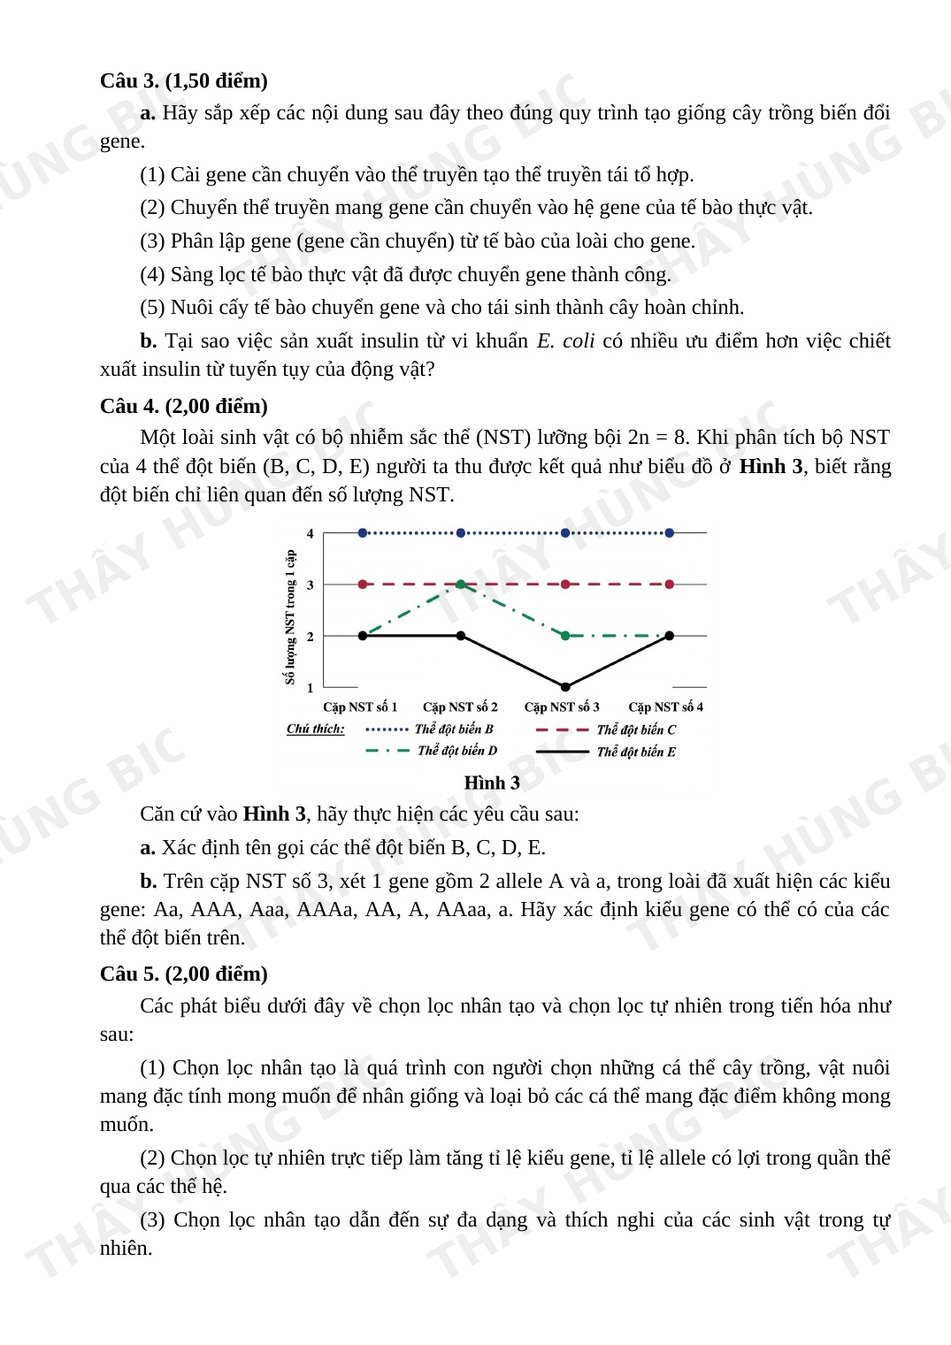 Câu 3. (1,50 điểm)
a. Hãy sắp xếp các nội dung sau đây theo đúng quy trình tạo giống cây trồng biến đổi
gene.
(1) Cài gene cần chuyển vào thể truyền tạo thể truyền tái tổ hợp.
(2) Chuyển thể truyền mang gene cần chuyển vào hệ gene của tế bào thực vật.
(3) Phân lập gene (gene cần chuyển) từ tế bào của loài cho gene.
(4) Sàng lọc tế bào thực vật đã được chuyển gene thành công.
(5) Nuôi cấy tế bào chuyển gene và cho tái sinh thành cây hoàn chỉnh.
b. Tại sao việc sản xuất insulin từ vi khuẩn E. coli có nhiều ưu điểm hơn việc chiết
xuất insulin từ tuyến tụy của động vật?
Câu 4. (2,00 điểm)
Một loài sinh vật có bộ nhiễm sắc thể (NST) lưỡng bội 2n = 8. Khi phân tích bộ NST
của 4 thể đột biến (B, C, D, E) người ta thu được kết quả như biểu đồ ở Hình 3, biết rằng
đột biến chỉ liên quan đến số lượng NST.
Số lượng NST trong 1 cặp
4
3
2
1
Cặp NST số 1 Cặp NST số 2 Cặp NST số 3 Cặp NST số 4
Chú thích: Thể đột biến B Thể đột biến C
Thể đột biến D Thể đột biến E
Hình 3
Căn cứ vào Hình 3, hãy thực hiện các yêu cầu sau:
a. Xác định tên gọi các thể đột biến B, C, D, E.
b. Trên cặp NST số 3, xét 1 gene gồm 2 allele A và a, trong loài đã xuất hiện các kiểu
gene: Aa, AAA, Aaa, AAAa, AA, A, AAaa, a. Hãy xác định kiểu gene có thể có của các
thể đột biến trên.
Câu 5. (2,00 điểm)
Các phát biểu dưới đây về chọn lọc nhân tạo và chọn lọc tự nhiên trong tiến hóa như
sau:
(1) Chọn lọc nhân tạo là quá trình con người chọn những cá thể cây trồng, vật nuôi
mang đặc tính mong muốn để nhân giống và loại bỏ các cá thể mang đặc điểm không mong
muốn.
(2) Chọn lọc tự nhiên trực tiếp làm tăng tỉ lệ kiểu gene, tỉ lệ allele có lợi trong quần thể
qua các thế hệ.
(3) Chọn lọc nhân tạo dẫn đến sự đa dạng và thích nghi của các sinh vật trong tự
nhiên.
THẦY HÙNG BIC